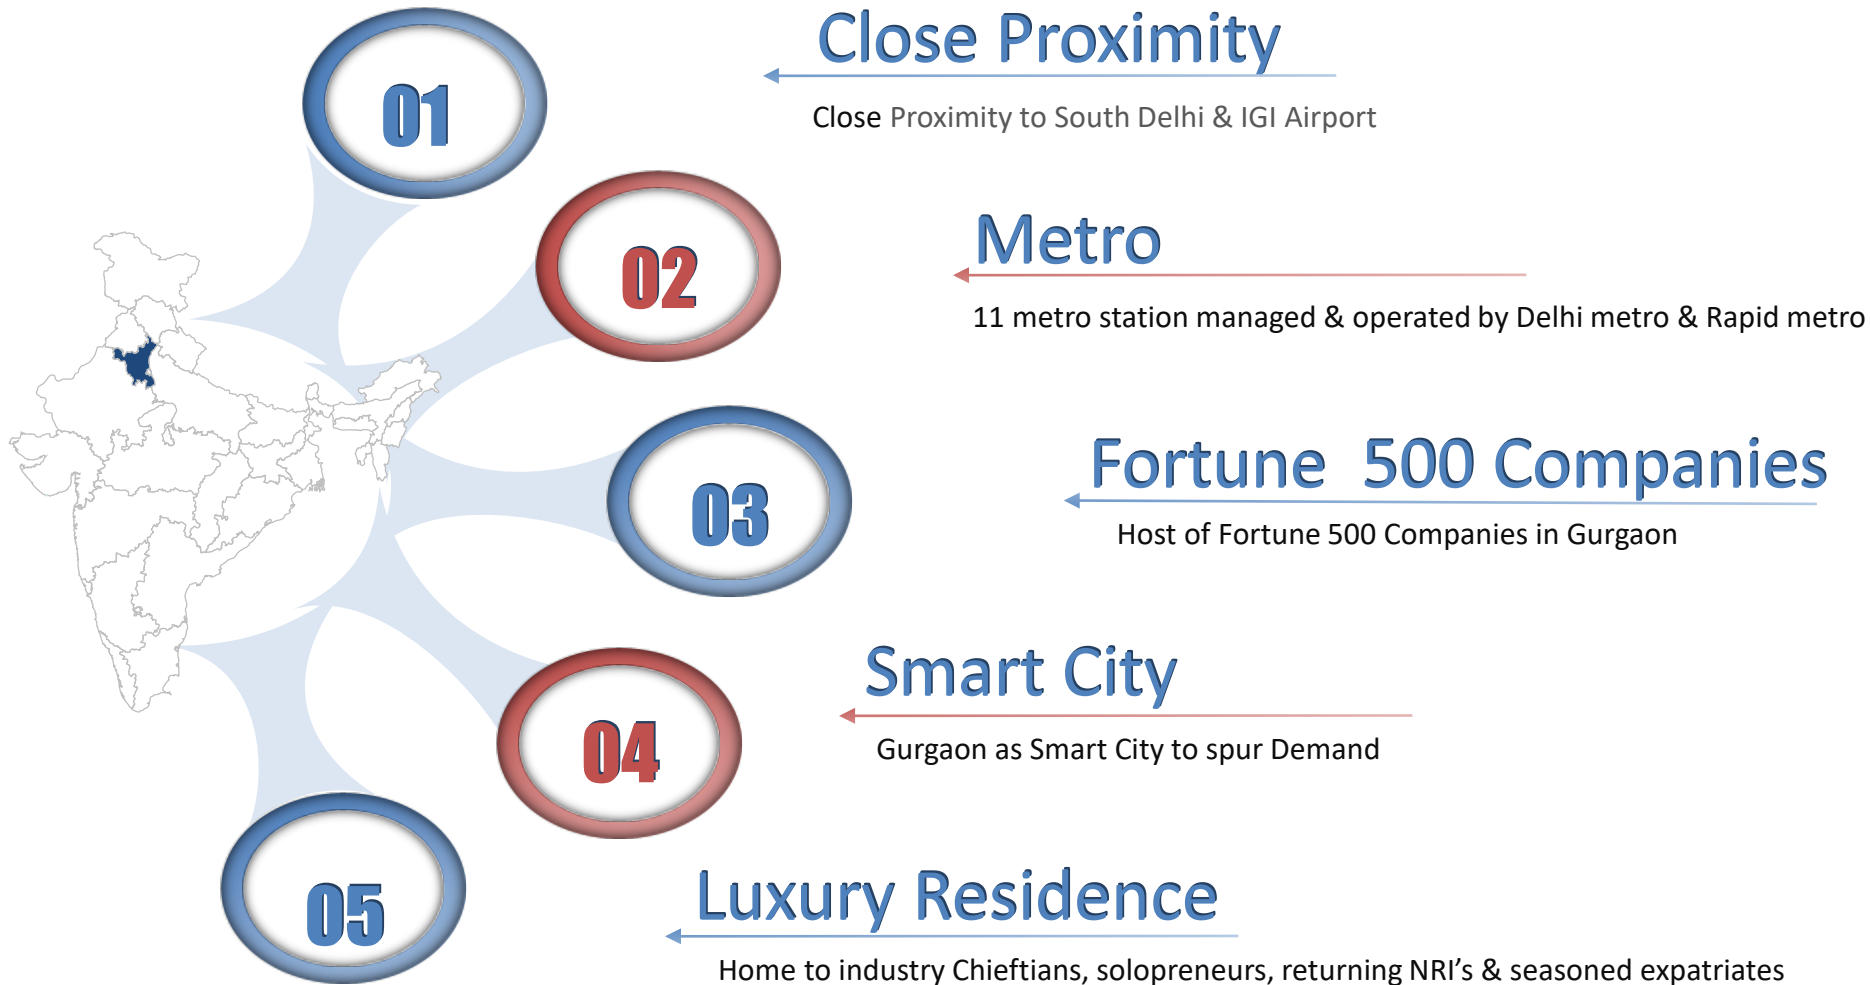 01
Close Proximity
Close Proximity to South Delhi & IGI Airport
02
Metro
11 metro station managed & operated by Delhi metro & Rapid metro
03
Fortune 500 Companies
Host of Fortune 500 Companies in Gurgaon
04
Smart City
Gurgaon as Smart City to spur Demand
05
Luxury Residence
Home to industry Chieftians, solopreneurs, returning NRI’s & seasoned expatriates